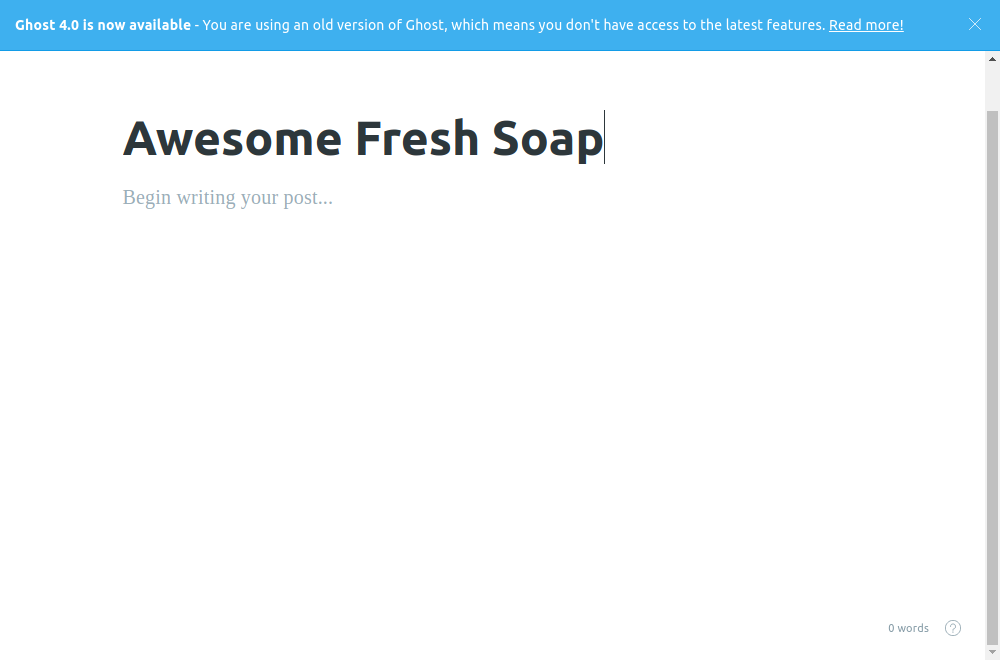 Ghost 4.0 is now available - You are using an old version of Ghost, which means you don't have access to the latest features. Read more!
Awesome Fresh Soap
Begin writing your post...
0 words
?